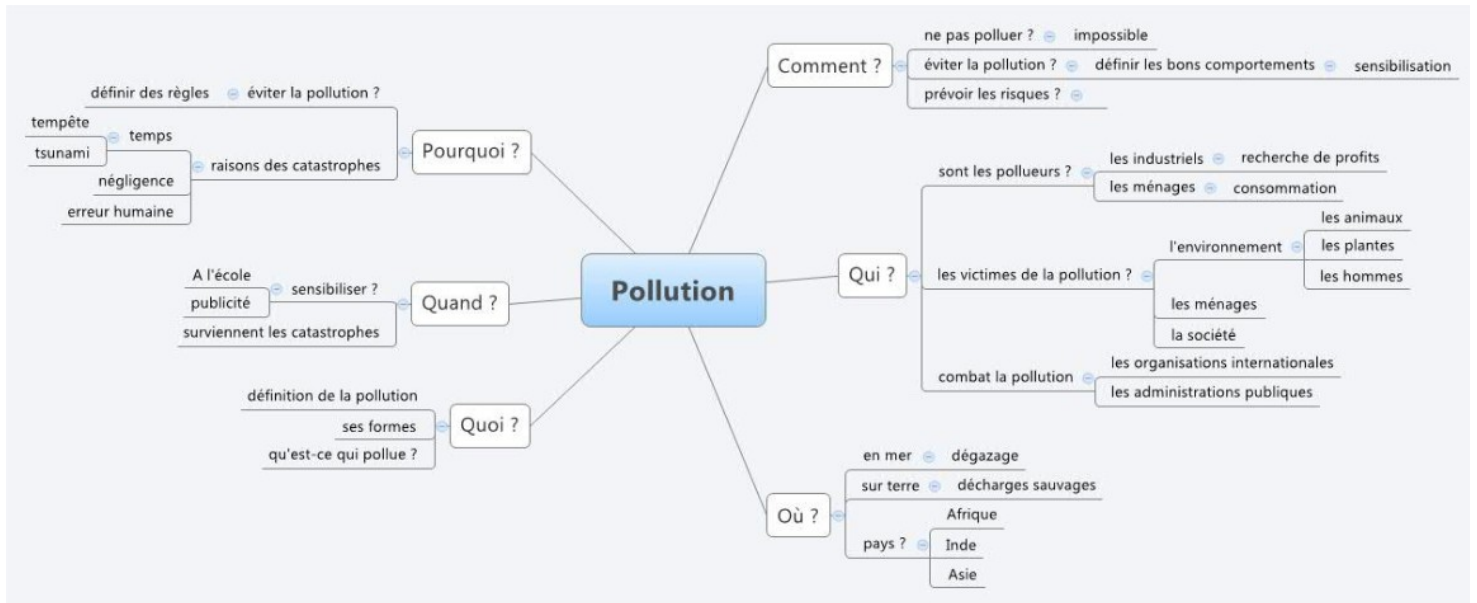 Pollution
Comment ?
ne pas polluer ?
impossible
éviter la pollution ?
définir les bons comportements
sensibilisation
prévoir les risques ?
Qui ?
sont les pollueurs ?
les industriels
recherche de profits
les ménages
consommation
les victimes de la pollution ?
l'environnement
les animaux
les plantes
les hommes
les ménages
la société
combat la pollution
les organisations internationales
les administrations publiques
Où ?
en mer
dégazage
sur terre
décharges sauvages
pays ?
Afrique
Inde
Asie
Pourquoi ?
éviter la pollution ?
définir des règles
raisons des catastrophes
temps
tempête
tsunami
négligence
erreur humaine
Quand ?
sensibiliser ?
A l'école
publicité
surviennent les catastrophes
Quoi ?
définition de la pollution
ses formes
qu'est-ce qui pollue ?